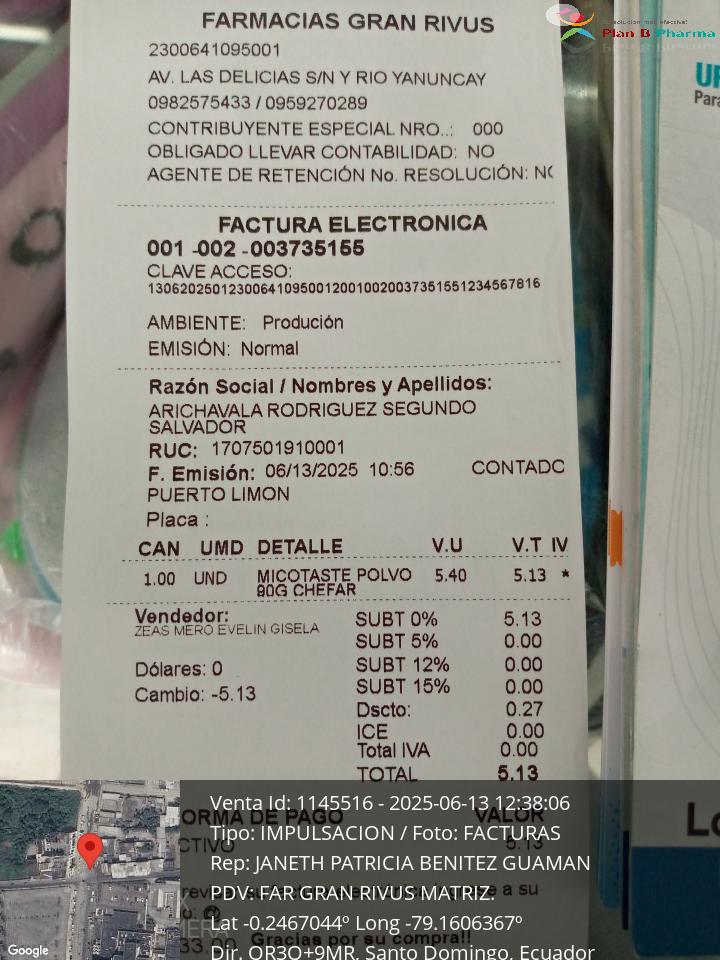 FARMACIAS GRAN RIVUS
2300641095001
AV. LAS DELICIAS S/N Y RIO YANUNCAY
0982575433 / 0959270289
CONTRIBUYENTE ESPECIAL NRO..: 000
OBLIGADO LLEVAR CONTABILIDAD: NO
AGENTE DE RETENCIÓN No. RESOLUCIÓN: NO
Plan B Pharma
Para
FACTURA ELECTRONICA
001 -002 -003735155
CLAVE ACCESO:
1306202501230064109500120010020037351551234567816
AMBIENTE: Produción
EMISIÓN: Normal
Razón Social / Nombres y Apellidos:
ARICHAVALA RODRIGUEZ SEGUNDO
SALVADOR
RUC: 1707501910001
F. Emisión: 06/13/2025 10:56 CONTADO
PUERTO LIMON
Placa :
CAN UMD DETALLE V.U V.T IV
1.00 UND MICOTASTE POLVO 5.40 5.13 *
90G CHEFAR
Vendedor:
ZEAS MERO EVELIN GISELA
Dólares: 0
Cambio: -5.13
SUBT 0% 5.13
SUBT 5% 0.00
SUBT 12% 0.00
SUBT 15% 0.00
Dscto: 0.27
ICE 0.00
Total IVA 0.00
TOTAL 5.13
ORMA DE PAGO VALOR
CTIVO 5.13
Gracias por su compra!!
Venta Id: 1145516 - 2025-06-13 12:38:06
Tipo: IMPULSACION / Foto: FACTURAS
Rep: JANETH PATRICIA BENITEZ GUAMAN
PDV: FAR GRAN RIVUS MATRIZ.
Lat -0.2467044º Long -79.1606367º
Dir. QR3Q+9MR, Santo Domingo, Ecuador
Google